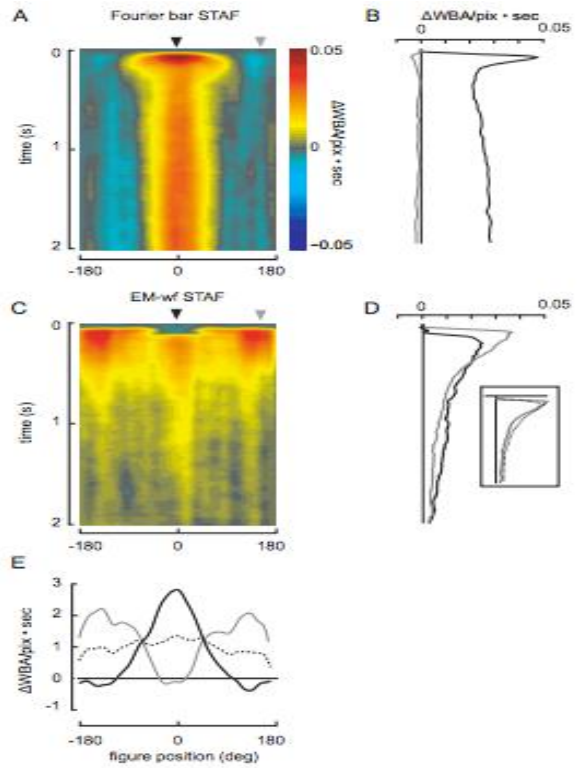 A Fourier bar STAF
0
1
2
time (s)
-180 0 180
0.05
0
-0.05
ΔWBA/pix • sec
B ΔWBA/pix • sec
0 0.05
C EM-wf STAF
0
1
2
time (s)
-180 0 180
D 0 0.05
E
3
2
1
0
-1
ΔWBA/pix • sec
-180 0 180
figure position (deg)